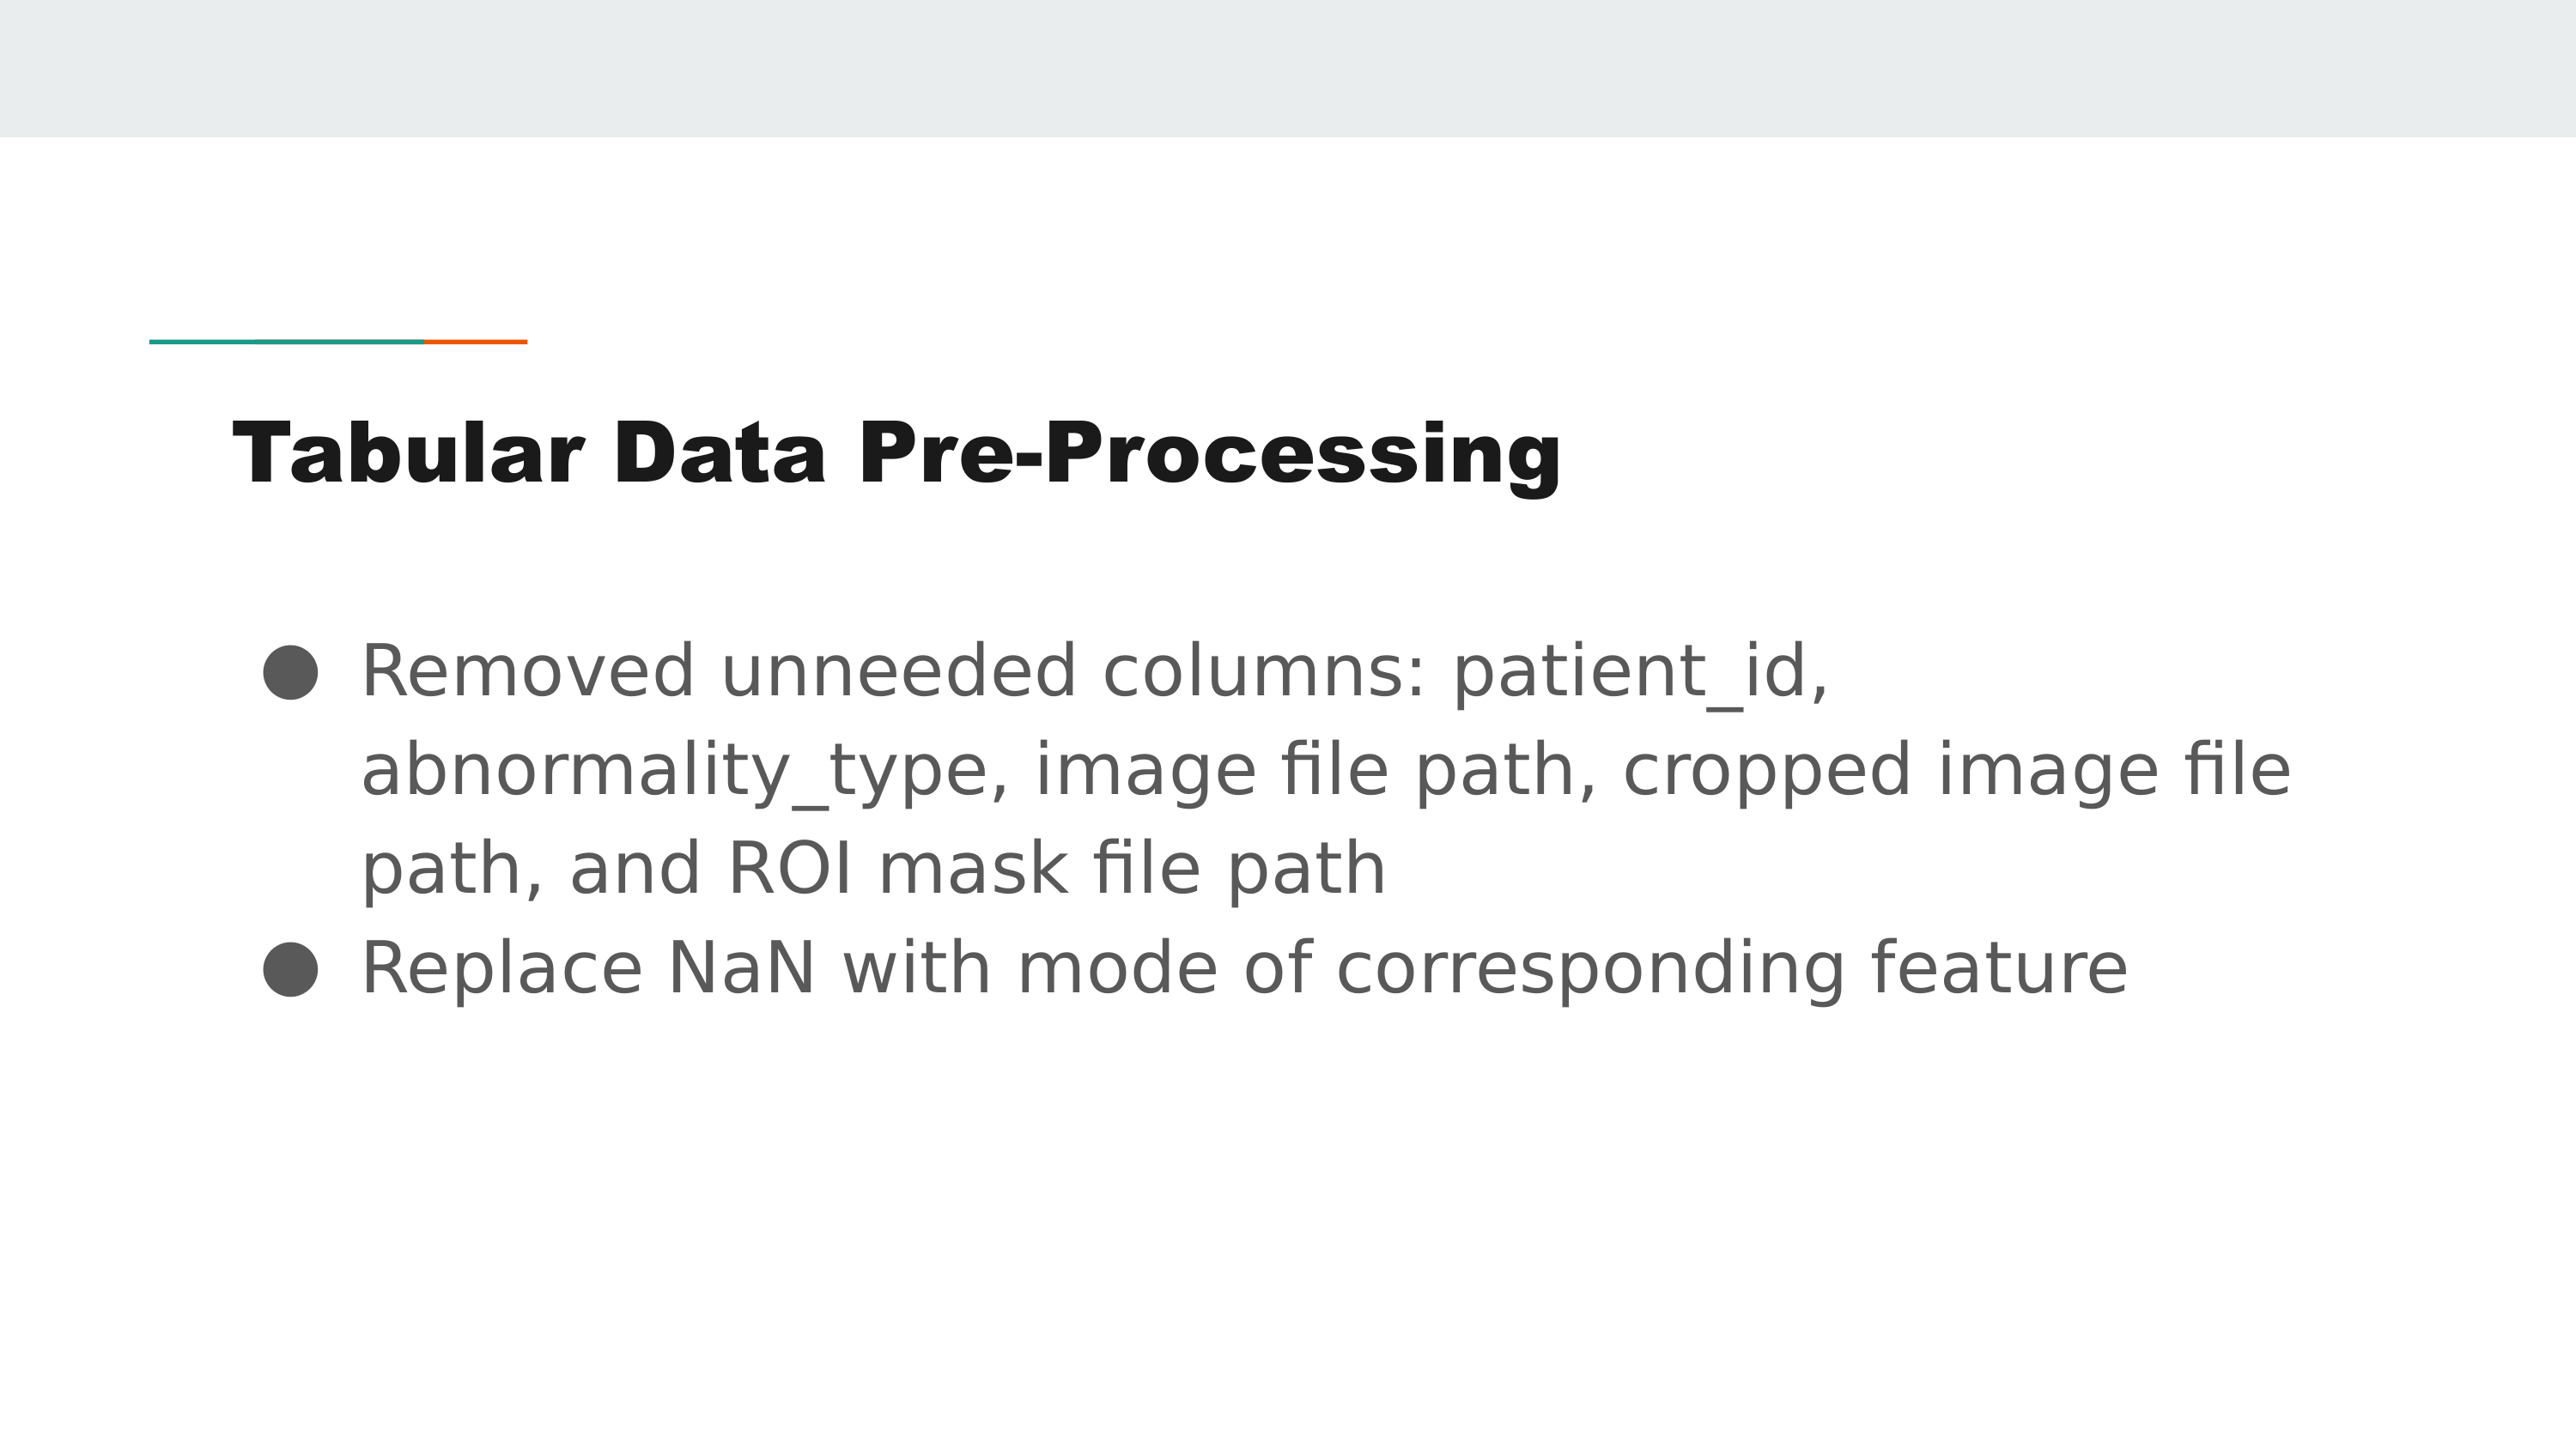 Tabular Data Pre-Processing
● Removed unneeded columns: patient_id,
abnormality_type, image file path, cropped image file
path, and ROI mask file path
● Replace NaN with mode of corresponding feature